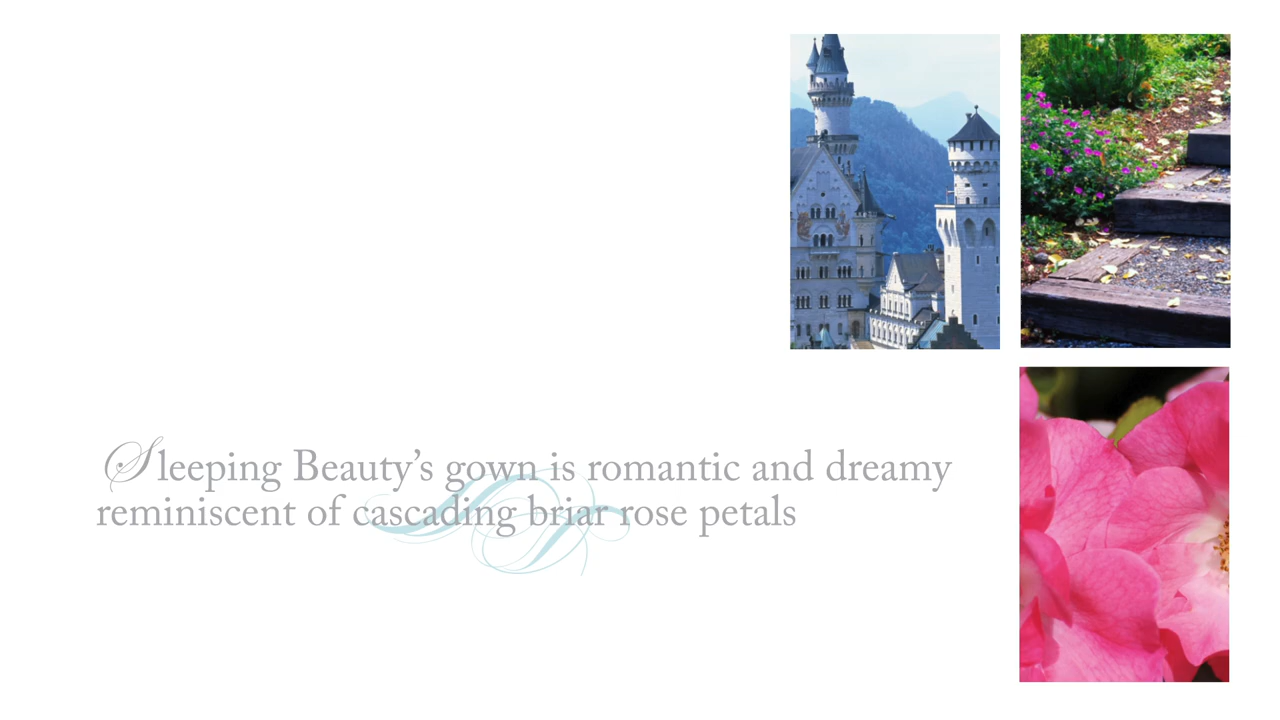 Sleeping Beauty’s gown is romantic and dreamy
reminiscent of cascading briar rose petals